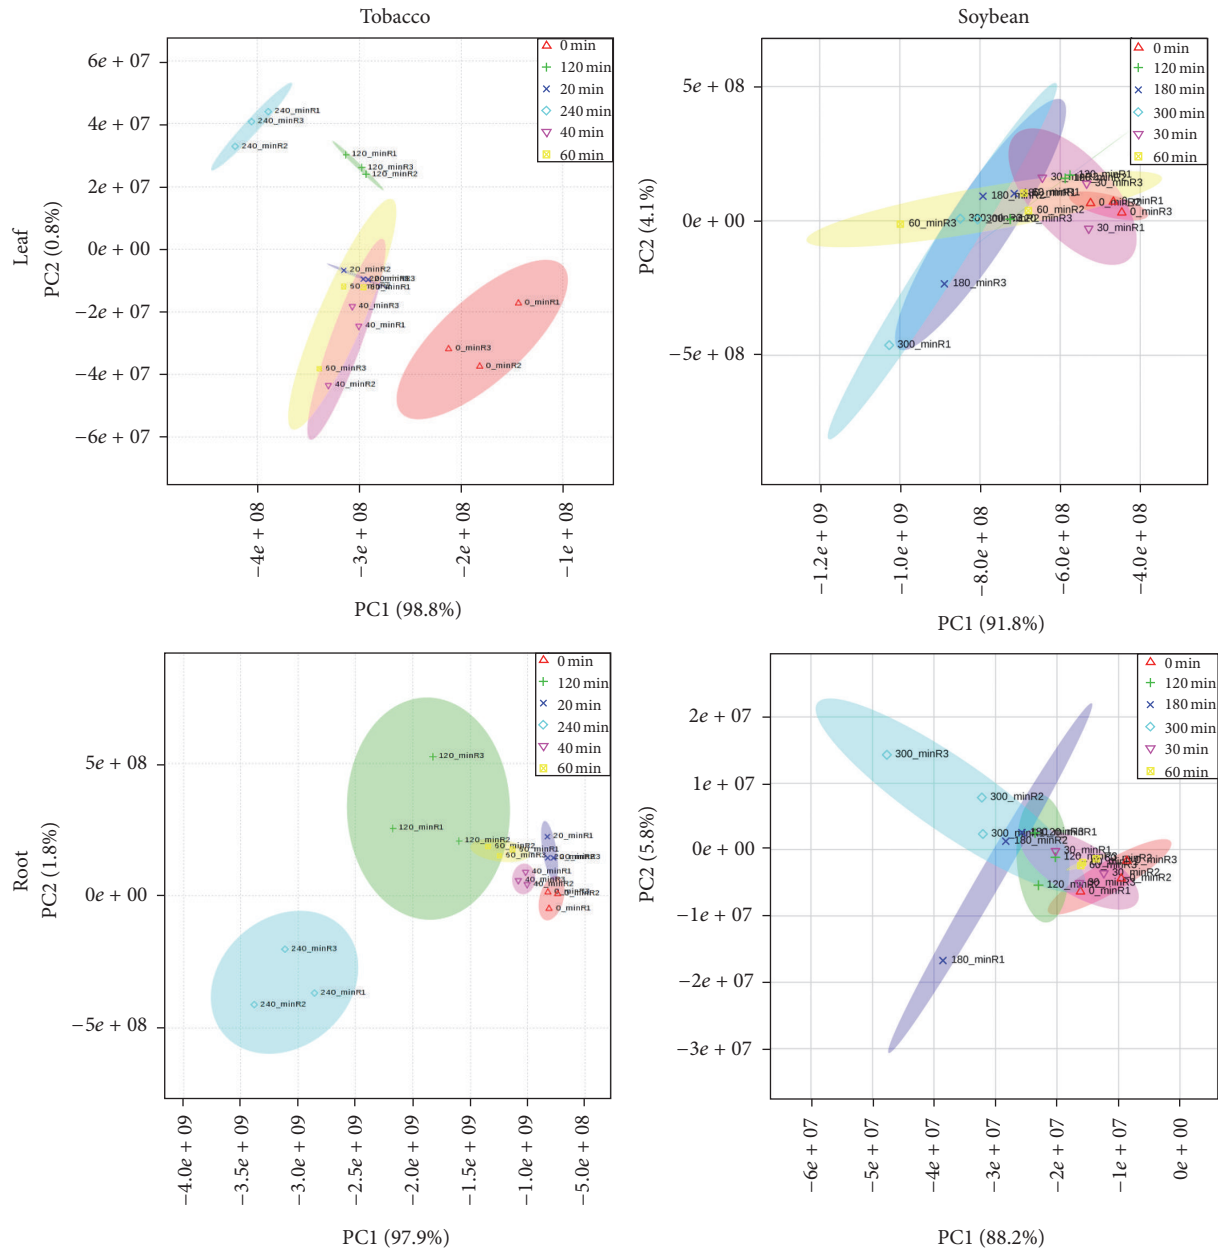 Tobacco
Soybean
Leaf
PC2 (0.8%)
6e + 07
4e + 07
2e + 07
0e + 00
−2e + 07
−4e + 07
−6e + 07
0 min
120 min
20 min
240 min
40 min
60 min
240_minR1
240_minR3
240_minR2
120_minR1
120_minR3
120_minR2
20_minR2
40_minR3
40_minR1
60_minR3
40_minR2
0_minR1
0_minR3
0_minR2
−4e + 08
−3e + 08
−2e + 08
−1e + 08
PC1 (98.8%)
PC2 (4.1%)
5e + 08
0e + 00
−5e + 08
0 min
120 min
180 min
300 min
30 min
60 min
120_minR1
30_minR3
180_minR2
60_minR2
0_minR1
0_minR3
60_minR3
30_minR1
180_minR3
300_minR1
−1.2e + 09
−1.0e + 09
−8.0e + 08
−6.0e + 08
−4.0e + 08
PC1 (91.8%)
Root
PC2 (1.8%)
5e + 08
0e + 00
−5e + 08
0 min
120 min
20 min
240 min
40 min
60 min
120_minR3
120_minR1
120_minR2
20_minR1
60_minR2
60_minR1
60_minR3
40_minR1
40_minR3
40_minR2
0_minR1
240_minR3
240_minR1
240_minR2
−4.0e + 09
−3.5e + 09
−3.0e + 09
−2.5e + 09
−2.0e + 09
−1.5e + 09
−1.0e + 09
−5.0e + 08
PC1 (97.9%)
PC2 (5.8%)
2e + 07
1e + 07
0e + 00
−1e + 07
−2e + 07
−3e + 07
0 min
120 min
180 min
300 min
30 min
60 min
300_minR3
300_minR2
300_minR1
180_minR2
30_minR1
0_minR3
30_minR2
120_minR2
0_minR1
180_minR1
−6e + 07
−5e + 07
−4e + 07
−3e + 07
−2e + 07
−1e + 07
0e + 00
PC1 (88.2%)